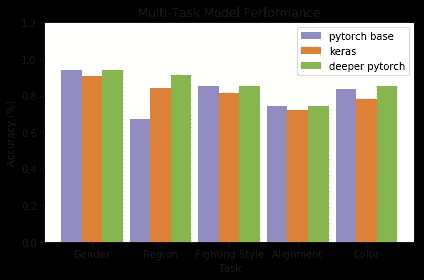 Multi-Task Model Performance
pytorch base
keras
deeper pytorch
1.2
1.0
0.8
0.6
0.4
0.2
0.0
Accuracy (%)
Gender
Region
Fighting Style
Alignment
Color
Task